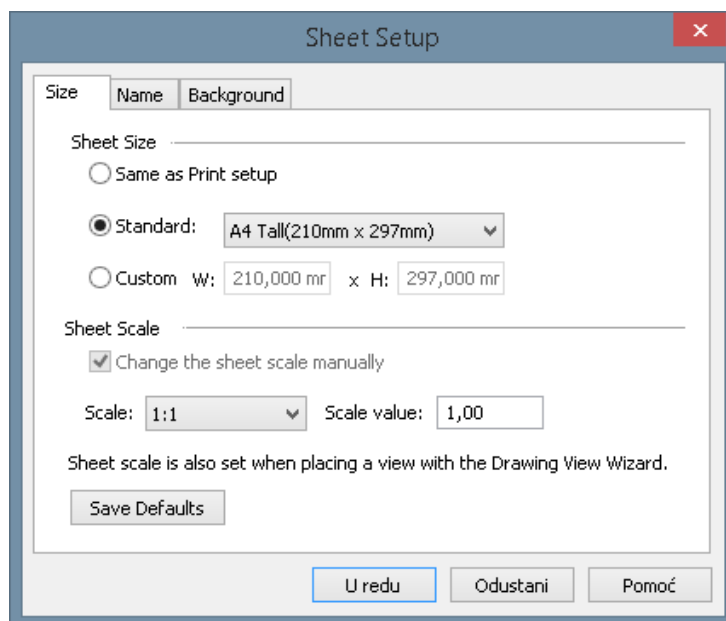 Sheet Setup
Size Name Background
Sheet Size
Same as Print setup
Standard: A4 Tall(210mm x 297mm)
Custom W: 210,000 mr x H: 297,000 mr
Sheet Scale
Change the sheet scale manually
Scale: 1:1 Scale value: 1,00
Sheet scale is also set when placing a view with the Drawing View Wizard.
Save Defaults
U redu Odustani Pomoć